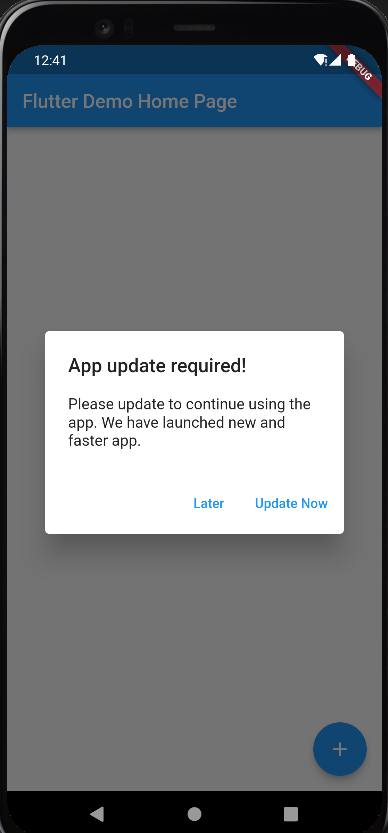 12:41
Flutter Demo Home Page
App update required!
Please update to continue using the
app. We have launched new and
faster app.
Later
Update Now